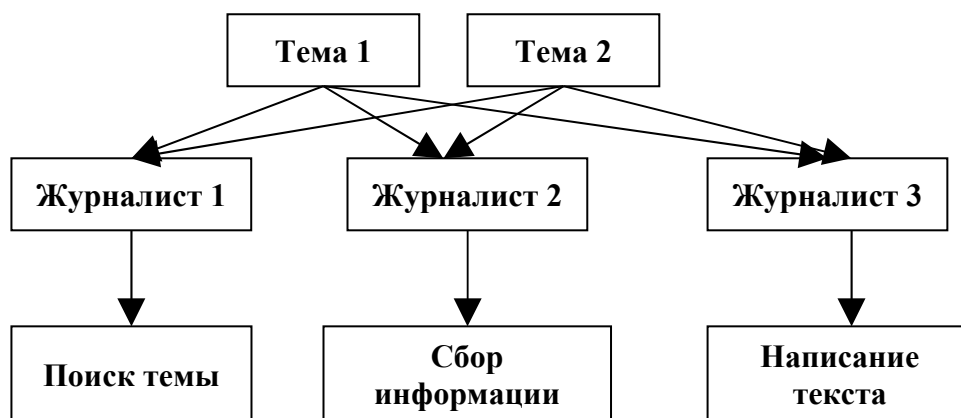 Тема 1
Тема 2
Журналист 1
Журналист 2
Журналист 3
Поиск темы
Сбор
информации
Написание
текста